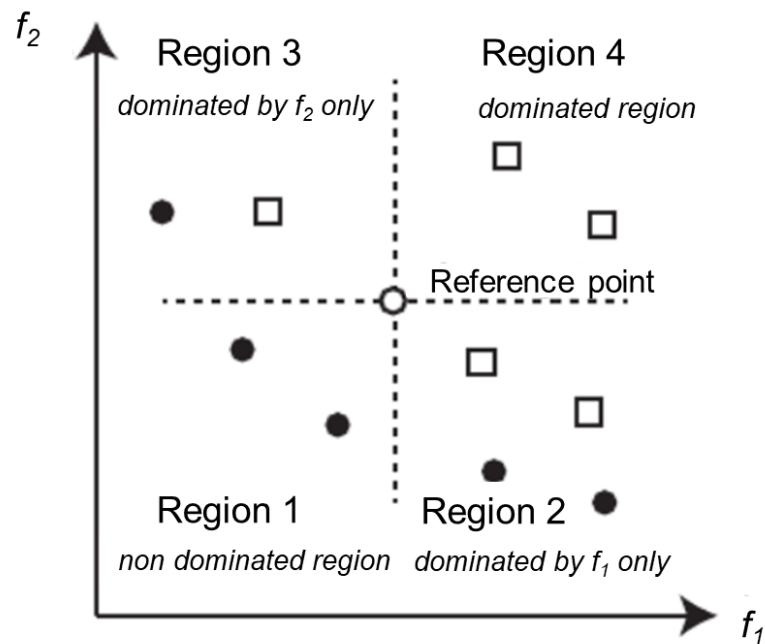 f2
Region 3
Region 4
dominated by f2 only
dominated region
Reference point
Region 1
Region 2
non dominated region
dominated by f1 only
f1